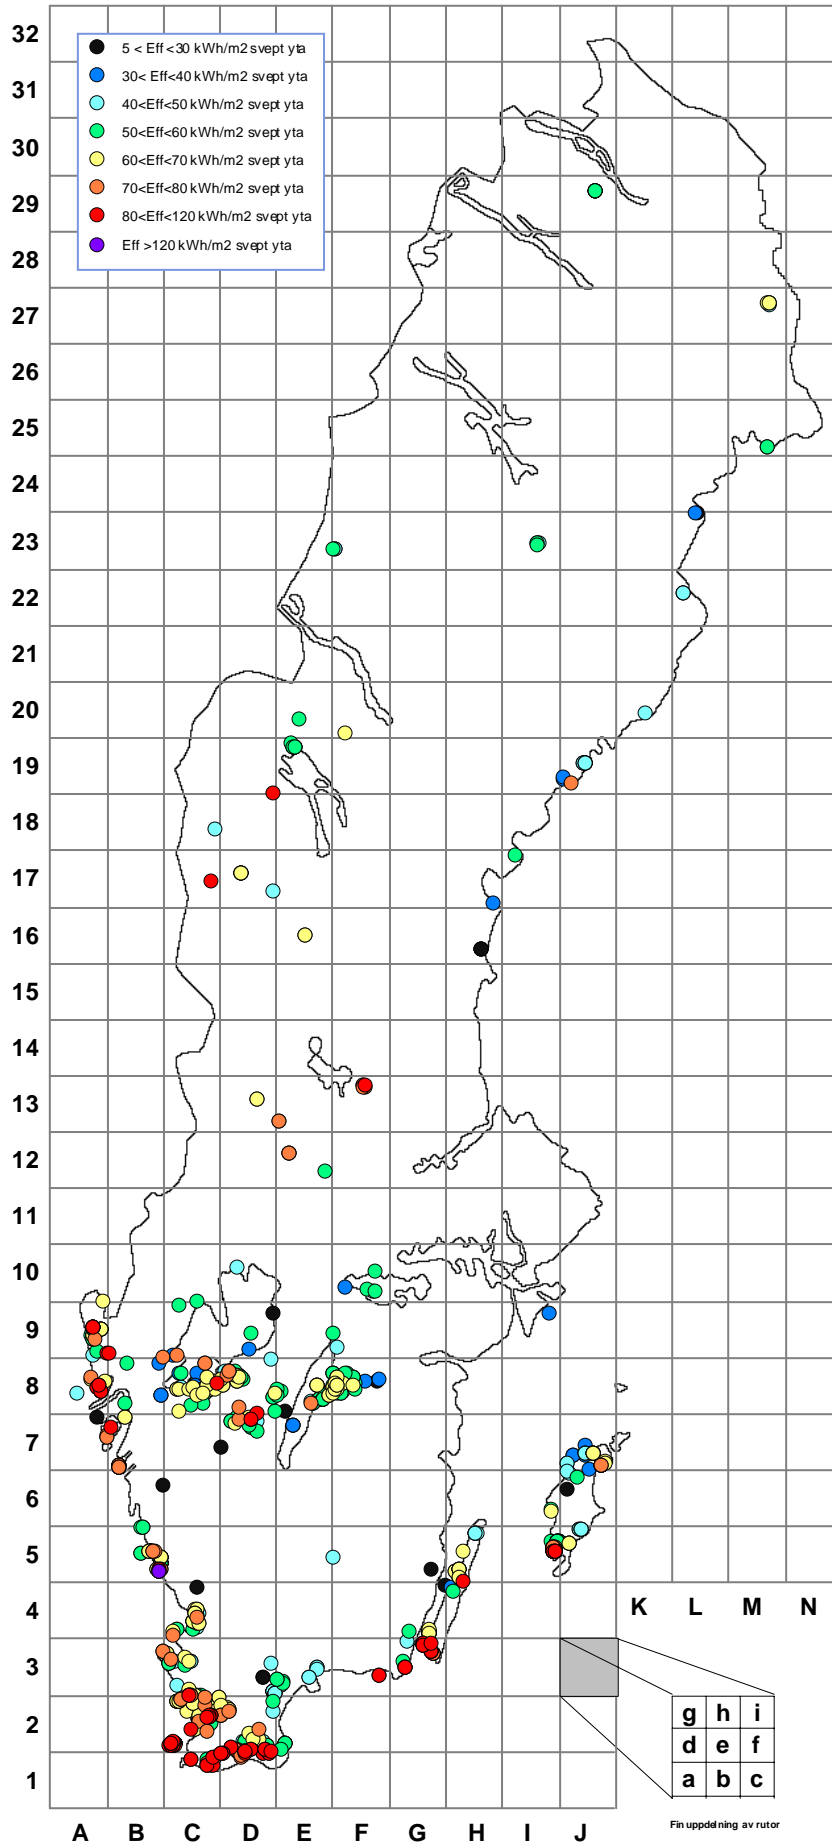 32
5 < Eff <30 kWh/m2 svept yta
30< Eff<40 kWh/m2 svept yta
31
40<Eff<50 kWh/m2 svept yta
50<Eff<60 kWh/m2 svept yta
30
60<Eff<70 kWh/m2 svept yta
70<Eff<80 kWh/m2 svept yta
29
80<Eff<120 kWh/m2 svept yta
Eff >120 kWh/m2 svept yta
28
27
26
25
24
23
22
21
20
19
18
17
16
15
14
13
12
11
10
9
8
7
6
5
4
K L M N
3
g h i
2
d e f
1
a b c
A B C D E F G H I J
Fin uppdelning av rutor